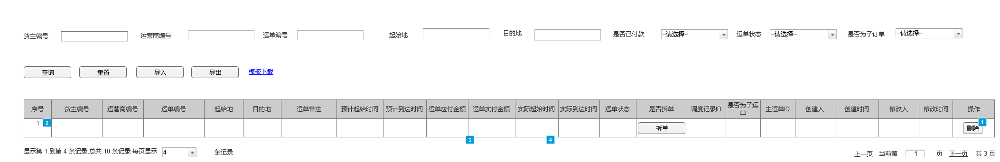 货主编号 运营商编号 运单编号 起始地 目的地 是否已付款 --请选择-- 运单状态 --请选择-- 是否为子订单 --请选择--
查询 重置 导入 导出 模板下载
序号 货主编号 运营商编号 运单编号 起始地 目的地 运单备注 预计起始时间 预计到达时间 运单应付金额 运单实付金额 实际起始时间 实际到达时间 运单状态 是否拆单 调度记录ID 是否为子运单 主运单ID 创建人 创建时间 修改人 修改时间 操作
1 2 拆单 删除 1
3 4
显示第 1 到第 4 条记录,总共 10 条记录 每页显示 4 条记录 上一页 当前第 1 页 下一页 共 3 页